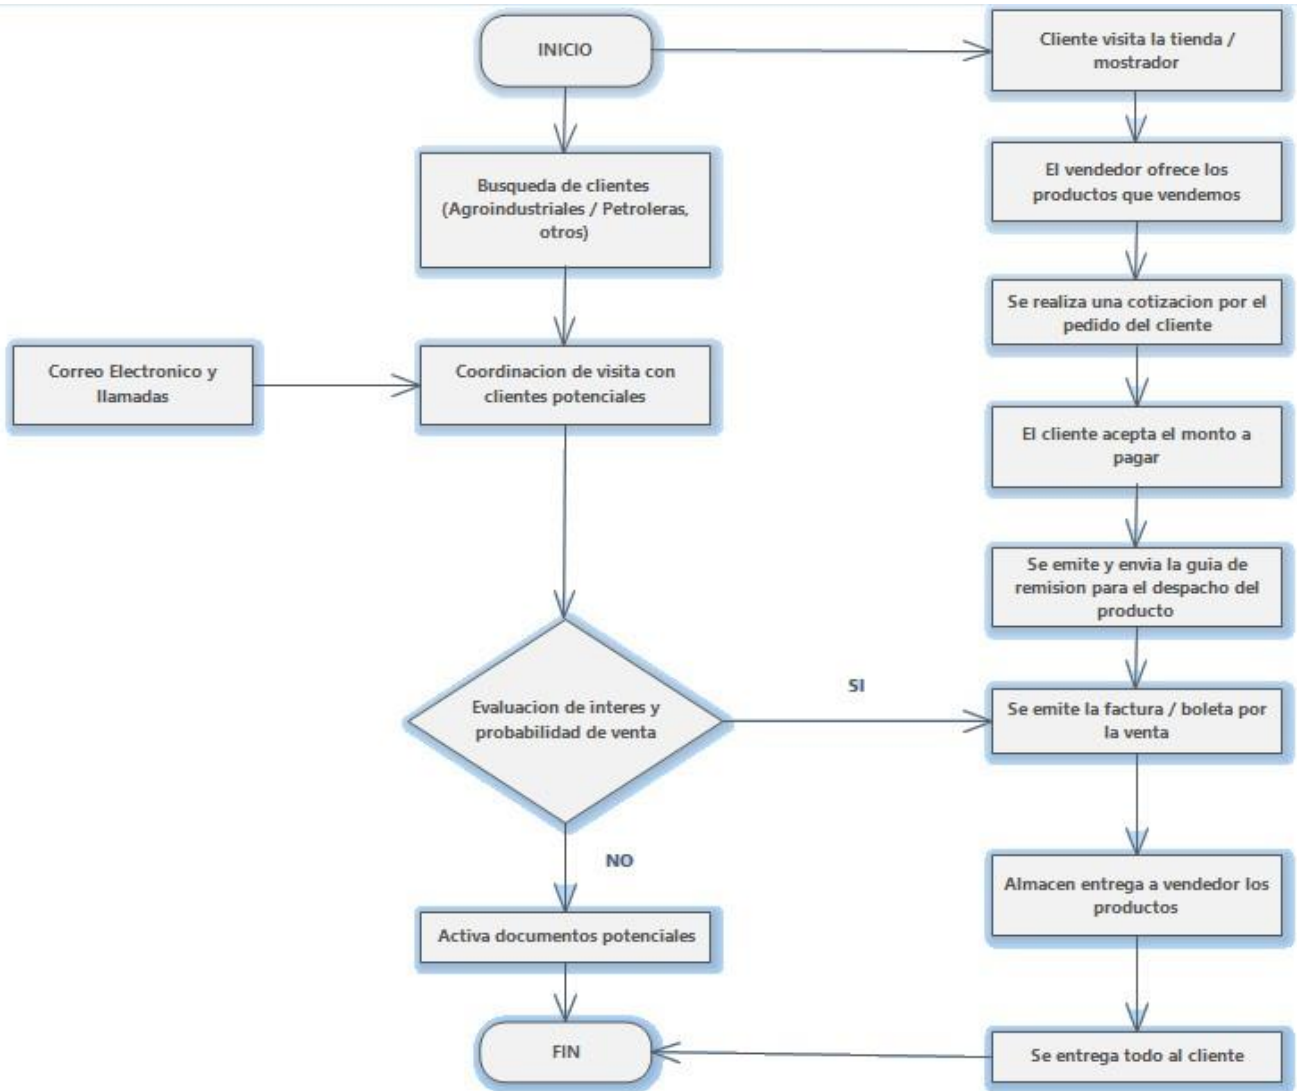 INICIO
Cliente visita la tienda /
mostrador
Busqueda de clientes
(Agroindustriales / Petroleras,
otros)
El vendedor ofrece los
productos que vendemos
Se realiza una cotizacion por el
pedido del cliente
Correo Electronico y
llamadas
Coordinacion de visita con
clientes potenciales
El cliente acepta el monto a
pagar
Se emite y envia la guia de
remision para el despacho del
producto
Evaluacion de interes y
probabilidad de venta
SI
Se emite la factura / boleta por
la venta
NO
Almacen entrega a vendedor los
productos
Activa documentos potenciales
FIN
Se entrega todo al cliente